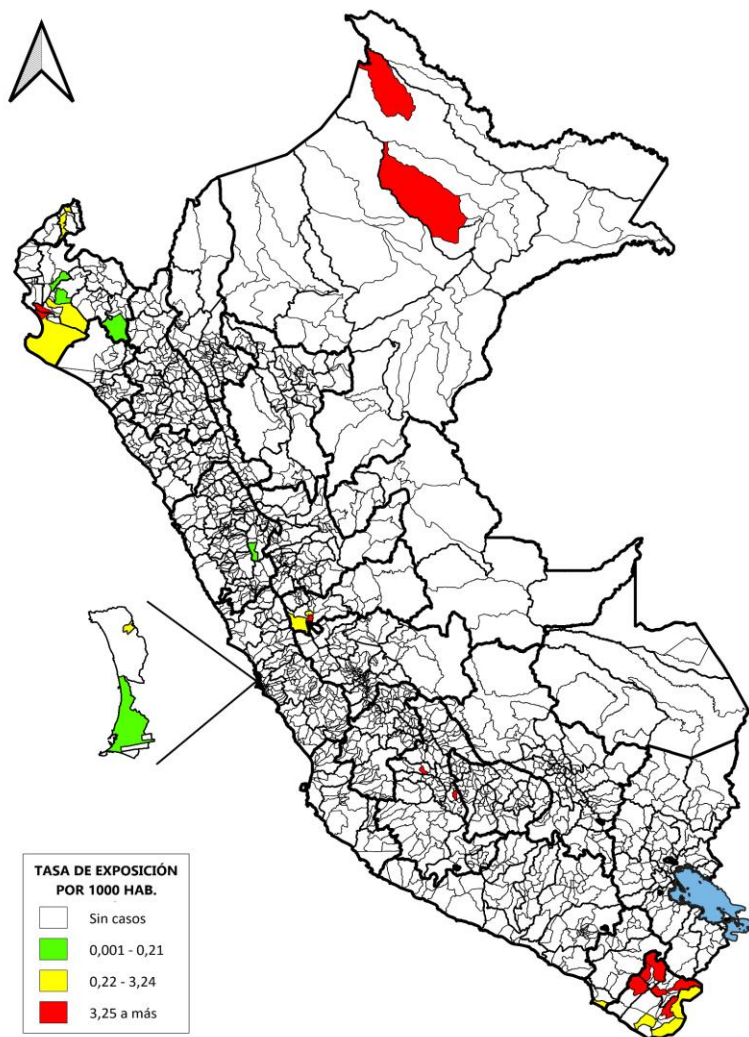 TASA DE EXPOSICIÓN
POR 1000 HAB.
Sin casos
0,001 - 0,21
0,22 - 3,24
3,25 a más